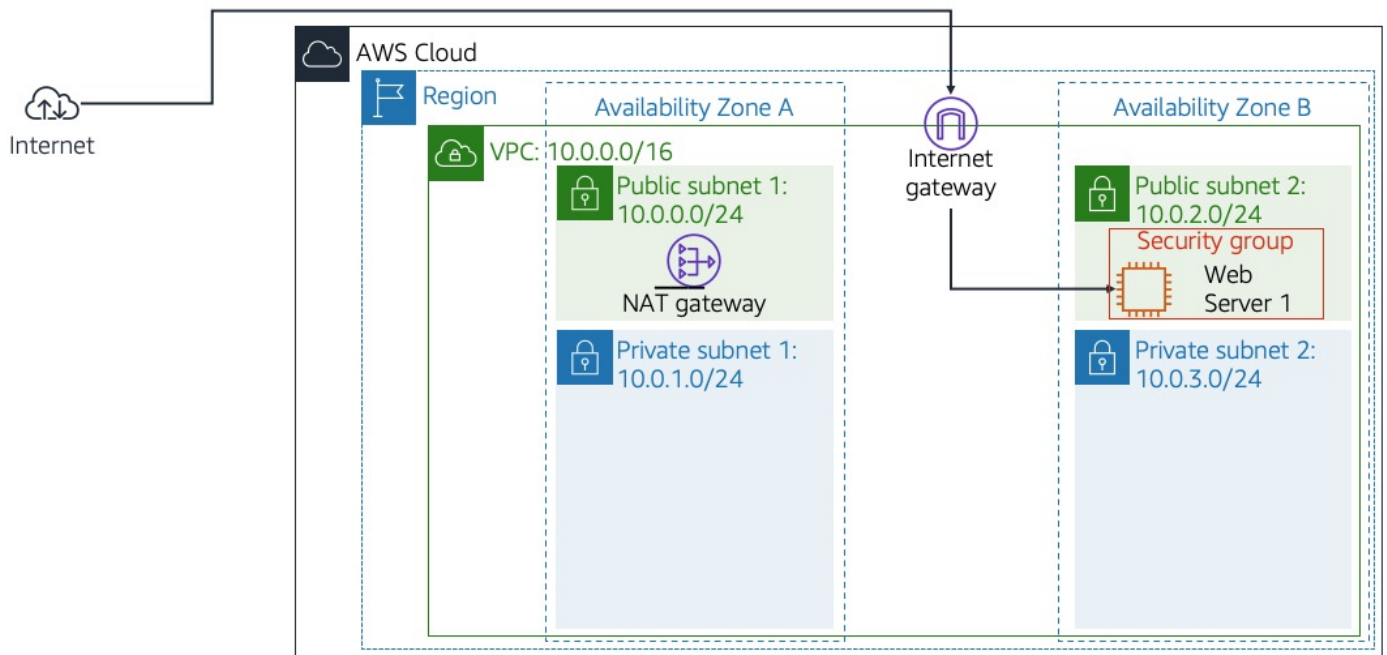 AWS Cloud
Internet
Region
Availability Zone A
Availability Zone B
VPC: 10.0.0.0/16
Internet
gateway
Public subnet 1:
10.0.0.0/24
NAT gateway
Public subnet 2:
10.0.2.0/24
Security group
Web
Server 1
Private subnet 1:
10.0.1.0/24
Private subnet 2:
10.0.3.0/24